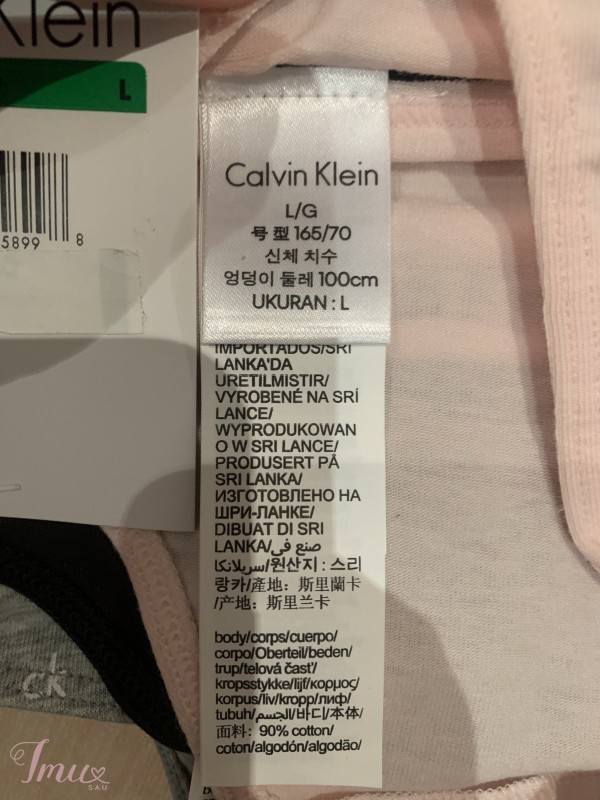 Klein
L
5899 8
Calvin Klein
L/G
号型 165/70
신체 치수
엉덩이 둘레 100cm
UKURAN : L
IMPORTADOS/SRI
LANKA'DA
URETILMISTIR/
VYROBENÉ NA SRÍ
LANCE/
WYPRODUKOWAN
O W SRI LANCE/
PRODUSERT PÅ
SRI LANKA/
ИЗГОТОВЛЕНО НА
ШРИ-ЛАНКЕ/
DIBUAT DI SRI
LANKA/صنع في
سريلانكا/원산지 : 스리
랑카/產地：斯里蘭卡
/产地：斯里兰卡
body/corps/cuerpo/
corpo/Oberteil/beden/
trup/telová časť/
kropsstykke/lijf/κορμος/
korpus/liv/kropp/лиф/
tubuh/الجسم/바디/本体/
面料：90% cotton/
coton/algodón/algodão/
ck
Imu
SAU